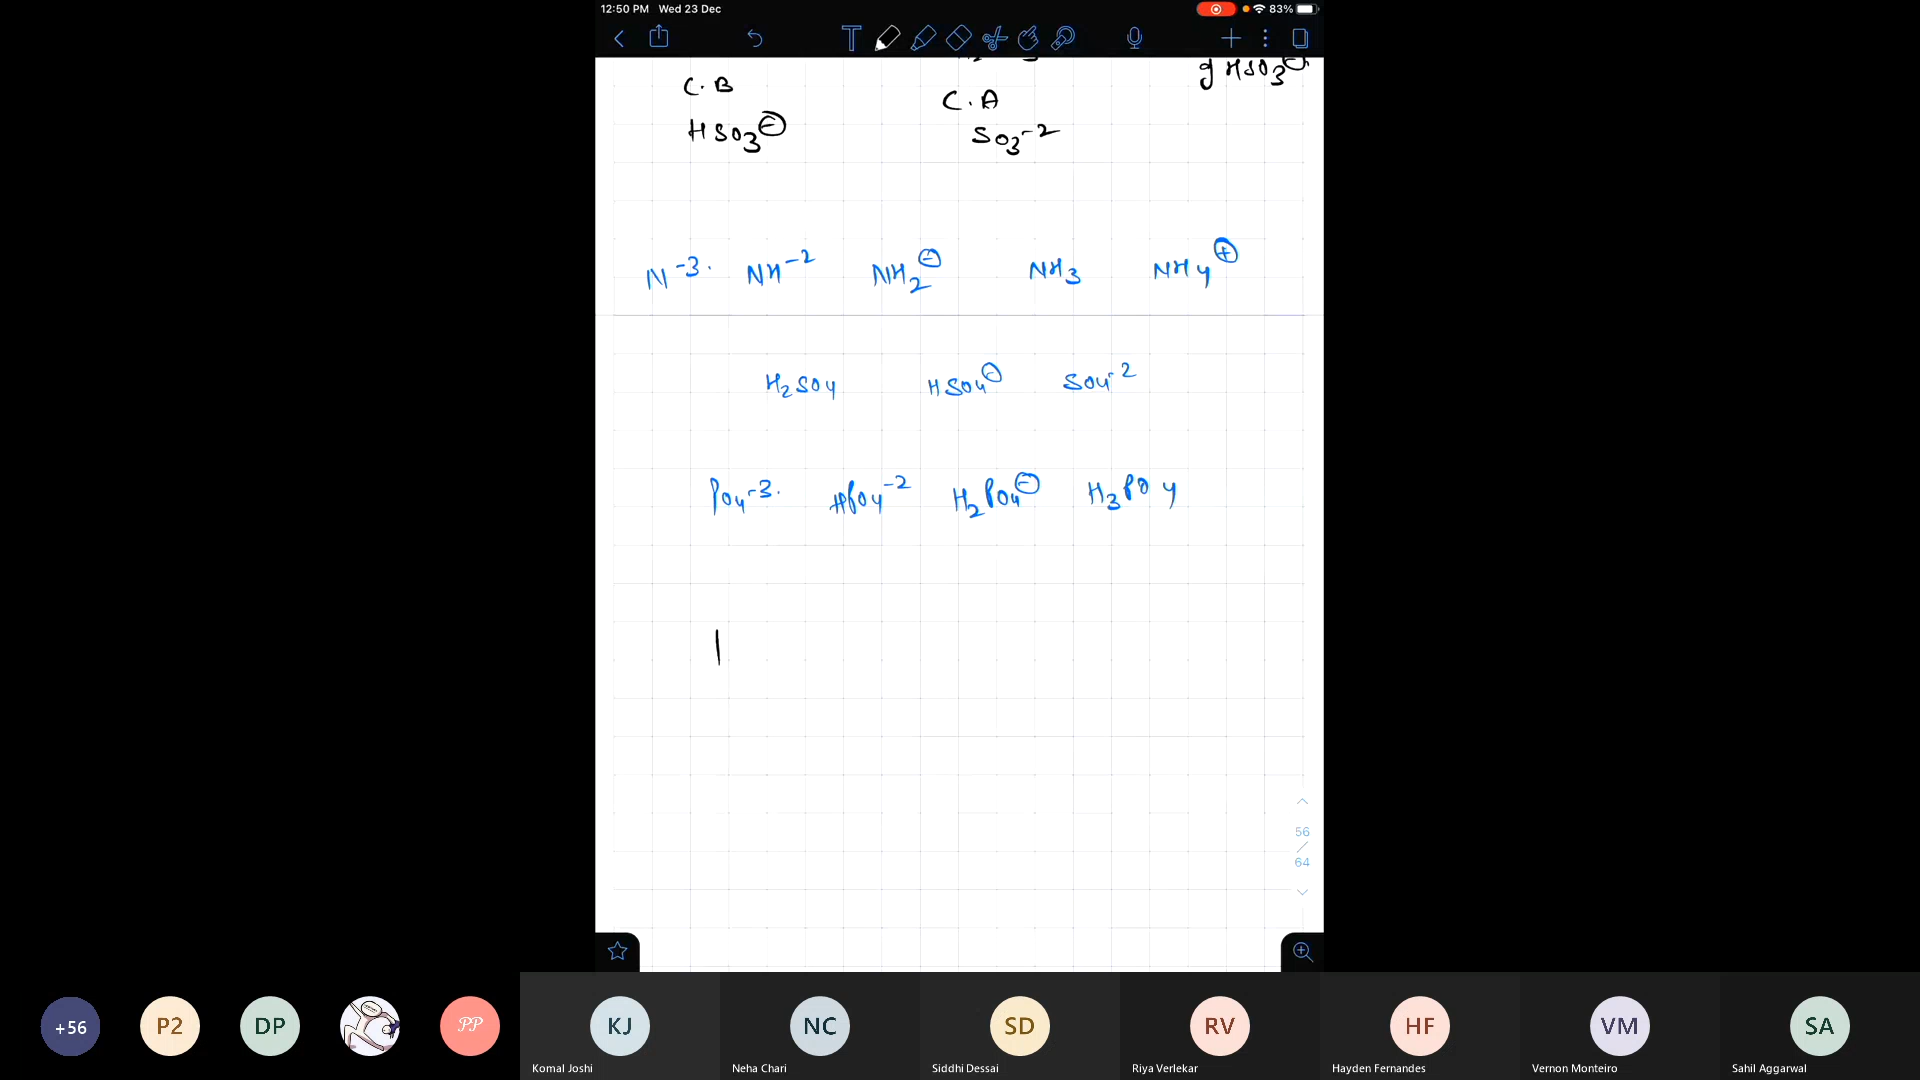 12:50 PM Wed 23 Dec 83%
T
g HSO3⊖
C.B
C.A
HSO3⊖
SO3-2
N-3. NH-2 NH2⊖ NH3 NH4⊕
H2SO4 HSO4⊖ SO4-2
PO4-3. HPO4-2 H2PO4⊖ H3PO4
56
64
+56 P2 DP PP KJ NC SD RV HF VM SA
Komal Joshi Neha Chari Siddhi Dessai Riya Verlekar Hayden Fernandes Vernon Monteiro Sahil Aggarwal